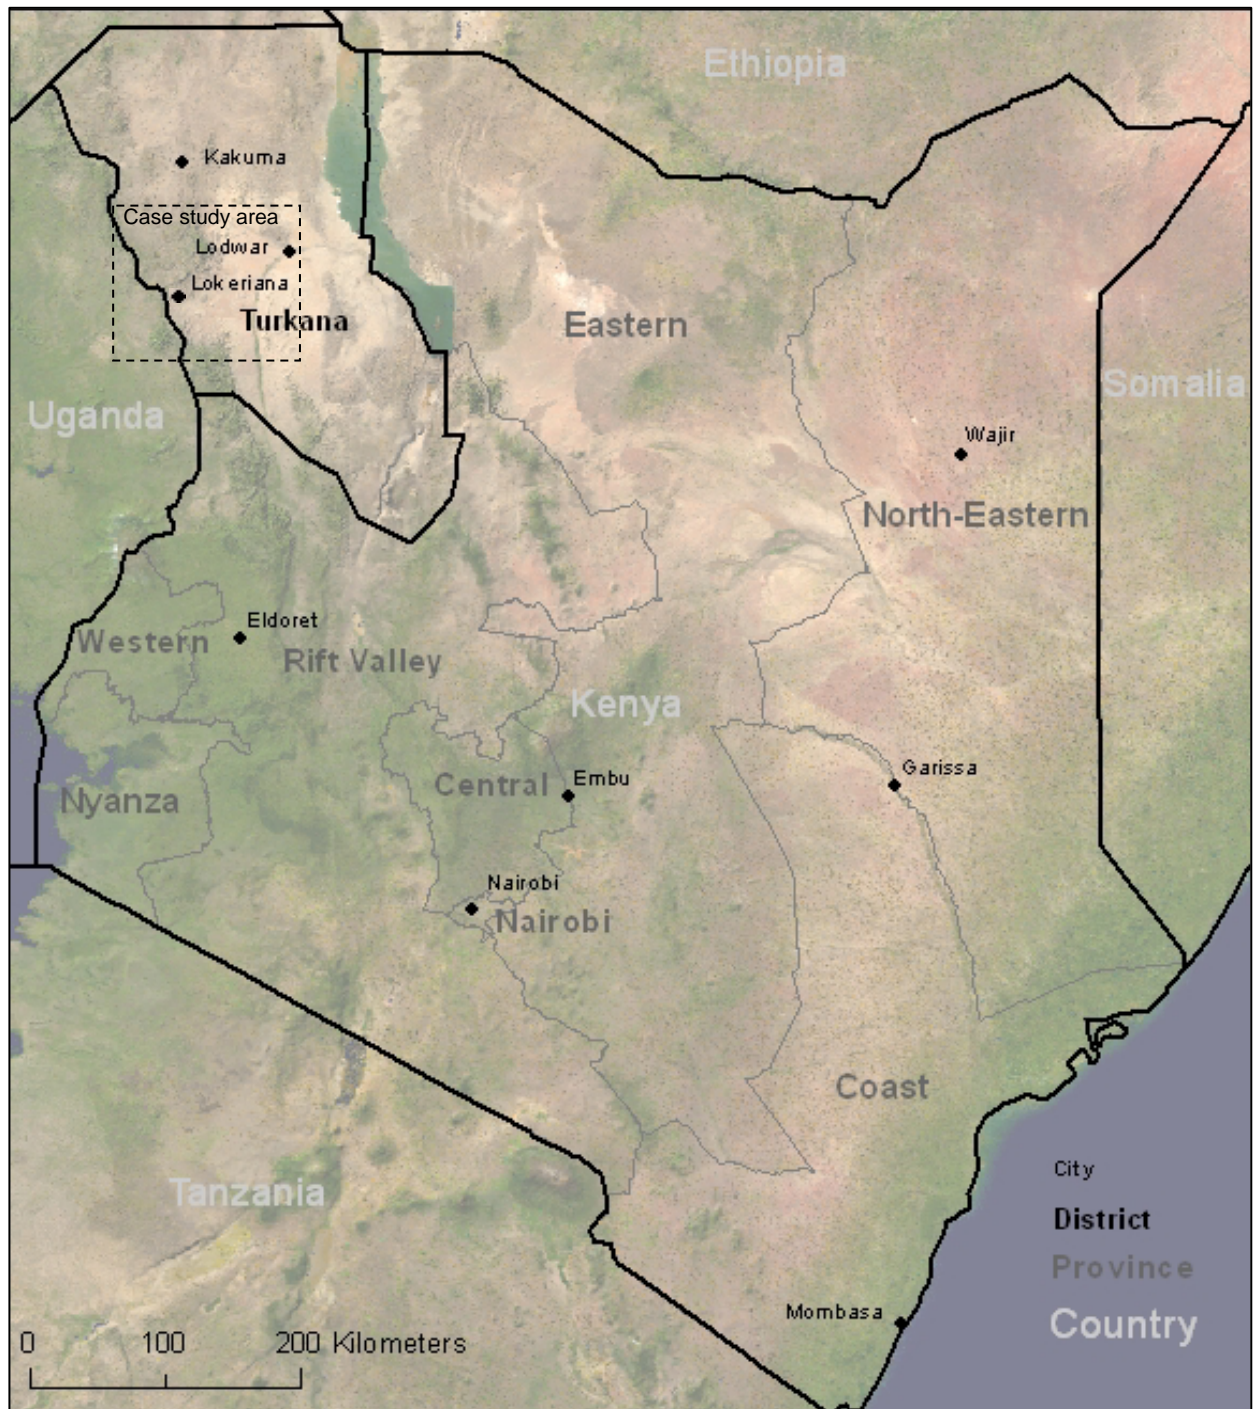 Ethiopia
Kakuma
Case study area
Lodwar
Lokeriana
Turkana
Eastern
Somalia
Uganda
Wajir
North-Eastern
Eldoret
Western
Rift Valley
Kenya
Garissa
Central
Embu
Nyanza
Nairobi
Nairobi
Coast
City
Tanzania
District
Province
Mombasa
Country
0 100 200 Kilometers